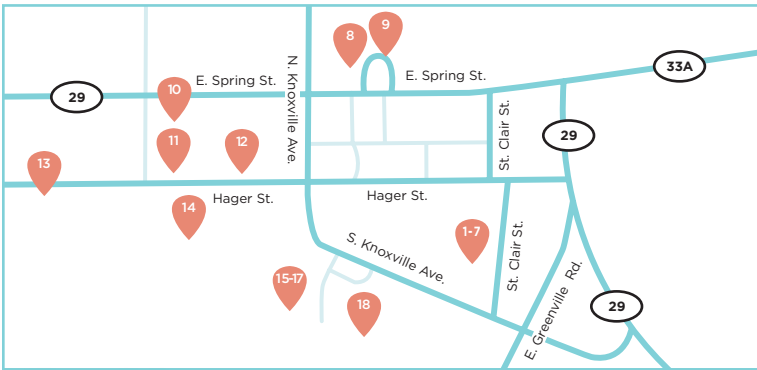 9
8
33A
E. Spring St.
E. Spring St.
N. Knoxville Ave.
10
29
St. Clair St.
29
11
12
13
Hager St.
Hager St.
14
1-7
St. Clair St.
S. Knoxville Ave.
15-17
18
E. Greenville Rd.
29